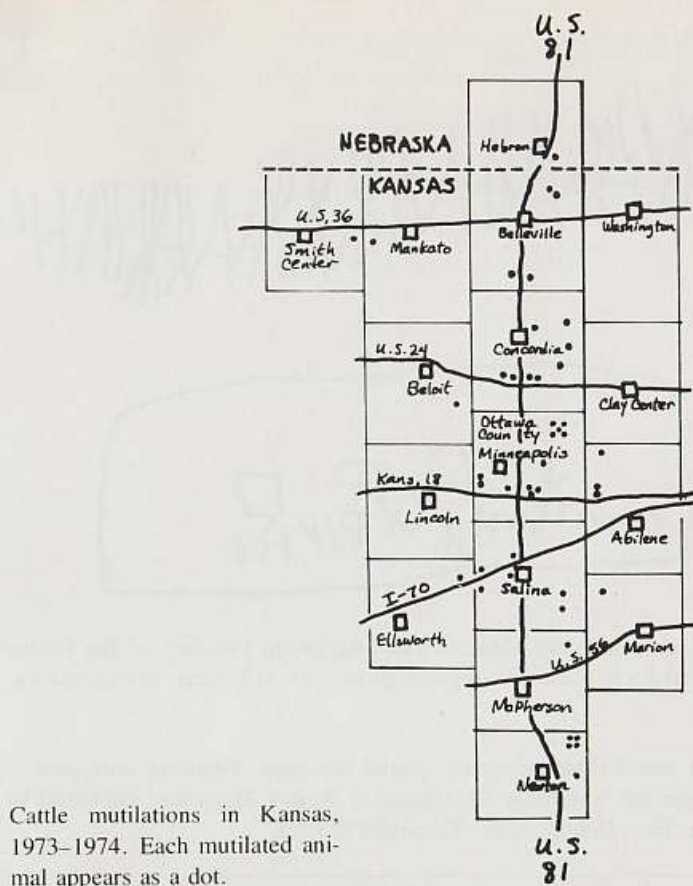 U.S.
81
Hebron
NEBRASKA
KANSAS
U.S. 36
Smith
Center
Mankato
Belleville
Washington
Concordia
U.S. 24
Beloit
Clay Center
Ottawa
County
Minneapolis
Kans. 18
Lincoln
Abilene
I-70
Salina
Ellsworth
U.S. 56
Marion
McPherson
Newton
U.S.
81
Cattle mutilations in Kansas,
1973–1974. Each mutilated ani-
mal appears as a dot.